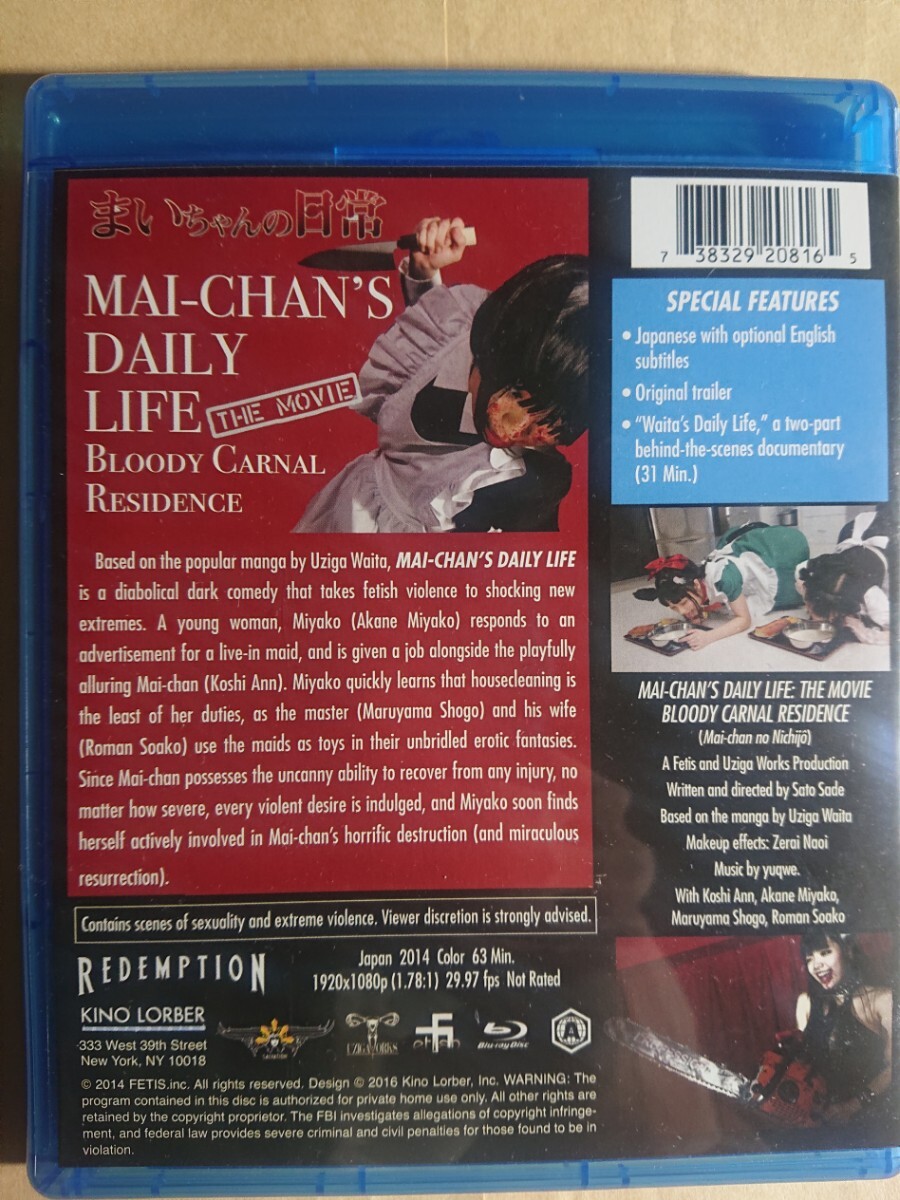 まいちゃんの日常
MAI-CHAN'S
DAILY
LIFE
THE MOVIE
BLOODY CARNAL
RESIDENCE
Based on the popular manga by Uziga Waita, MAI-CHAN'S DAILY LIFE
is a diabolical dark comedy that takes fetish violence to shocking new
extremes. A young woman, Miyako (Akane Miyako) responds to an
advertisement for a live-in maid, and is given a job alongside the playfully
alluring Mai-chan (Koshi Ann). Miyako quickly learns that housecleaning is
the least of her duties, as the master (Maruyama Shogo) and his wife
(Roman Soako) use the maids as toys in their unbridled erotic fantasies.
Since Mai-chan possesses the uncanny ability to recover from any injury, no
matter how severe, every violent desire is indulged, and Miyako soon finds
herself actively involved in Mai-chan's horrific destruction (and miraculous
resurrection).
Contains scenes of sexuality and extreme violence. Viewer discretion is strongly advised.
REDEMPTION
Japan 2014 Color 63 Min.
1920x1080p (1.78:1) 29.97 fps Not Rated
KINO LORBER
333 West 39th Street
New York, NY 10018
UZIGAWORKS
Blu-ray Disc
A
© 2014 FETIS.inc. All rights reserved. Design © 2016 Kino Lorber, Inc. WARNING: The
program contained in this disc is authorized for private home use only. All other rights are
retained by the copyright proprietor. The FBI investigates allegations of copyright infringe-
ment, and federal law provides severe criminal and civil penalties for those found to be in
violation.
7 38329 20816 5
SPECIAL FEATURES
• Japanese with optional English
subtitles
• Original trailer
• "Waita's Daily Life," a two-part
behind-the-scenes documentary
(31 Min.)
MAI-CHAN'S DAILY LIFE: THE MOVIE
BLOODY CARNAL RESIDENCE
(Mai-chan no Nichijô)
A Fetis and Uziga Works Production
Written and directed by Sato Sade
Based on the manga by Uziga Waita
Makeup effects: Zerai Naoi
Music by yuqwe.
With Koshi Ann, Akane Miyako,
Maruyama Shogo, Roman Soako